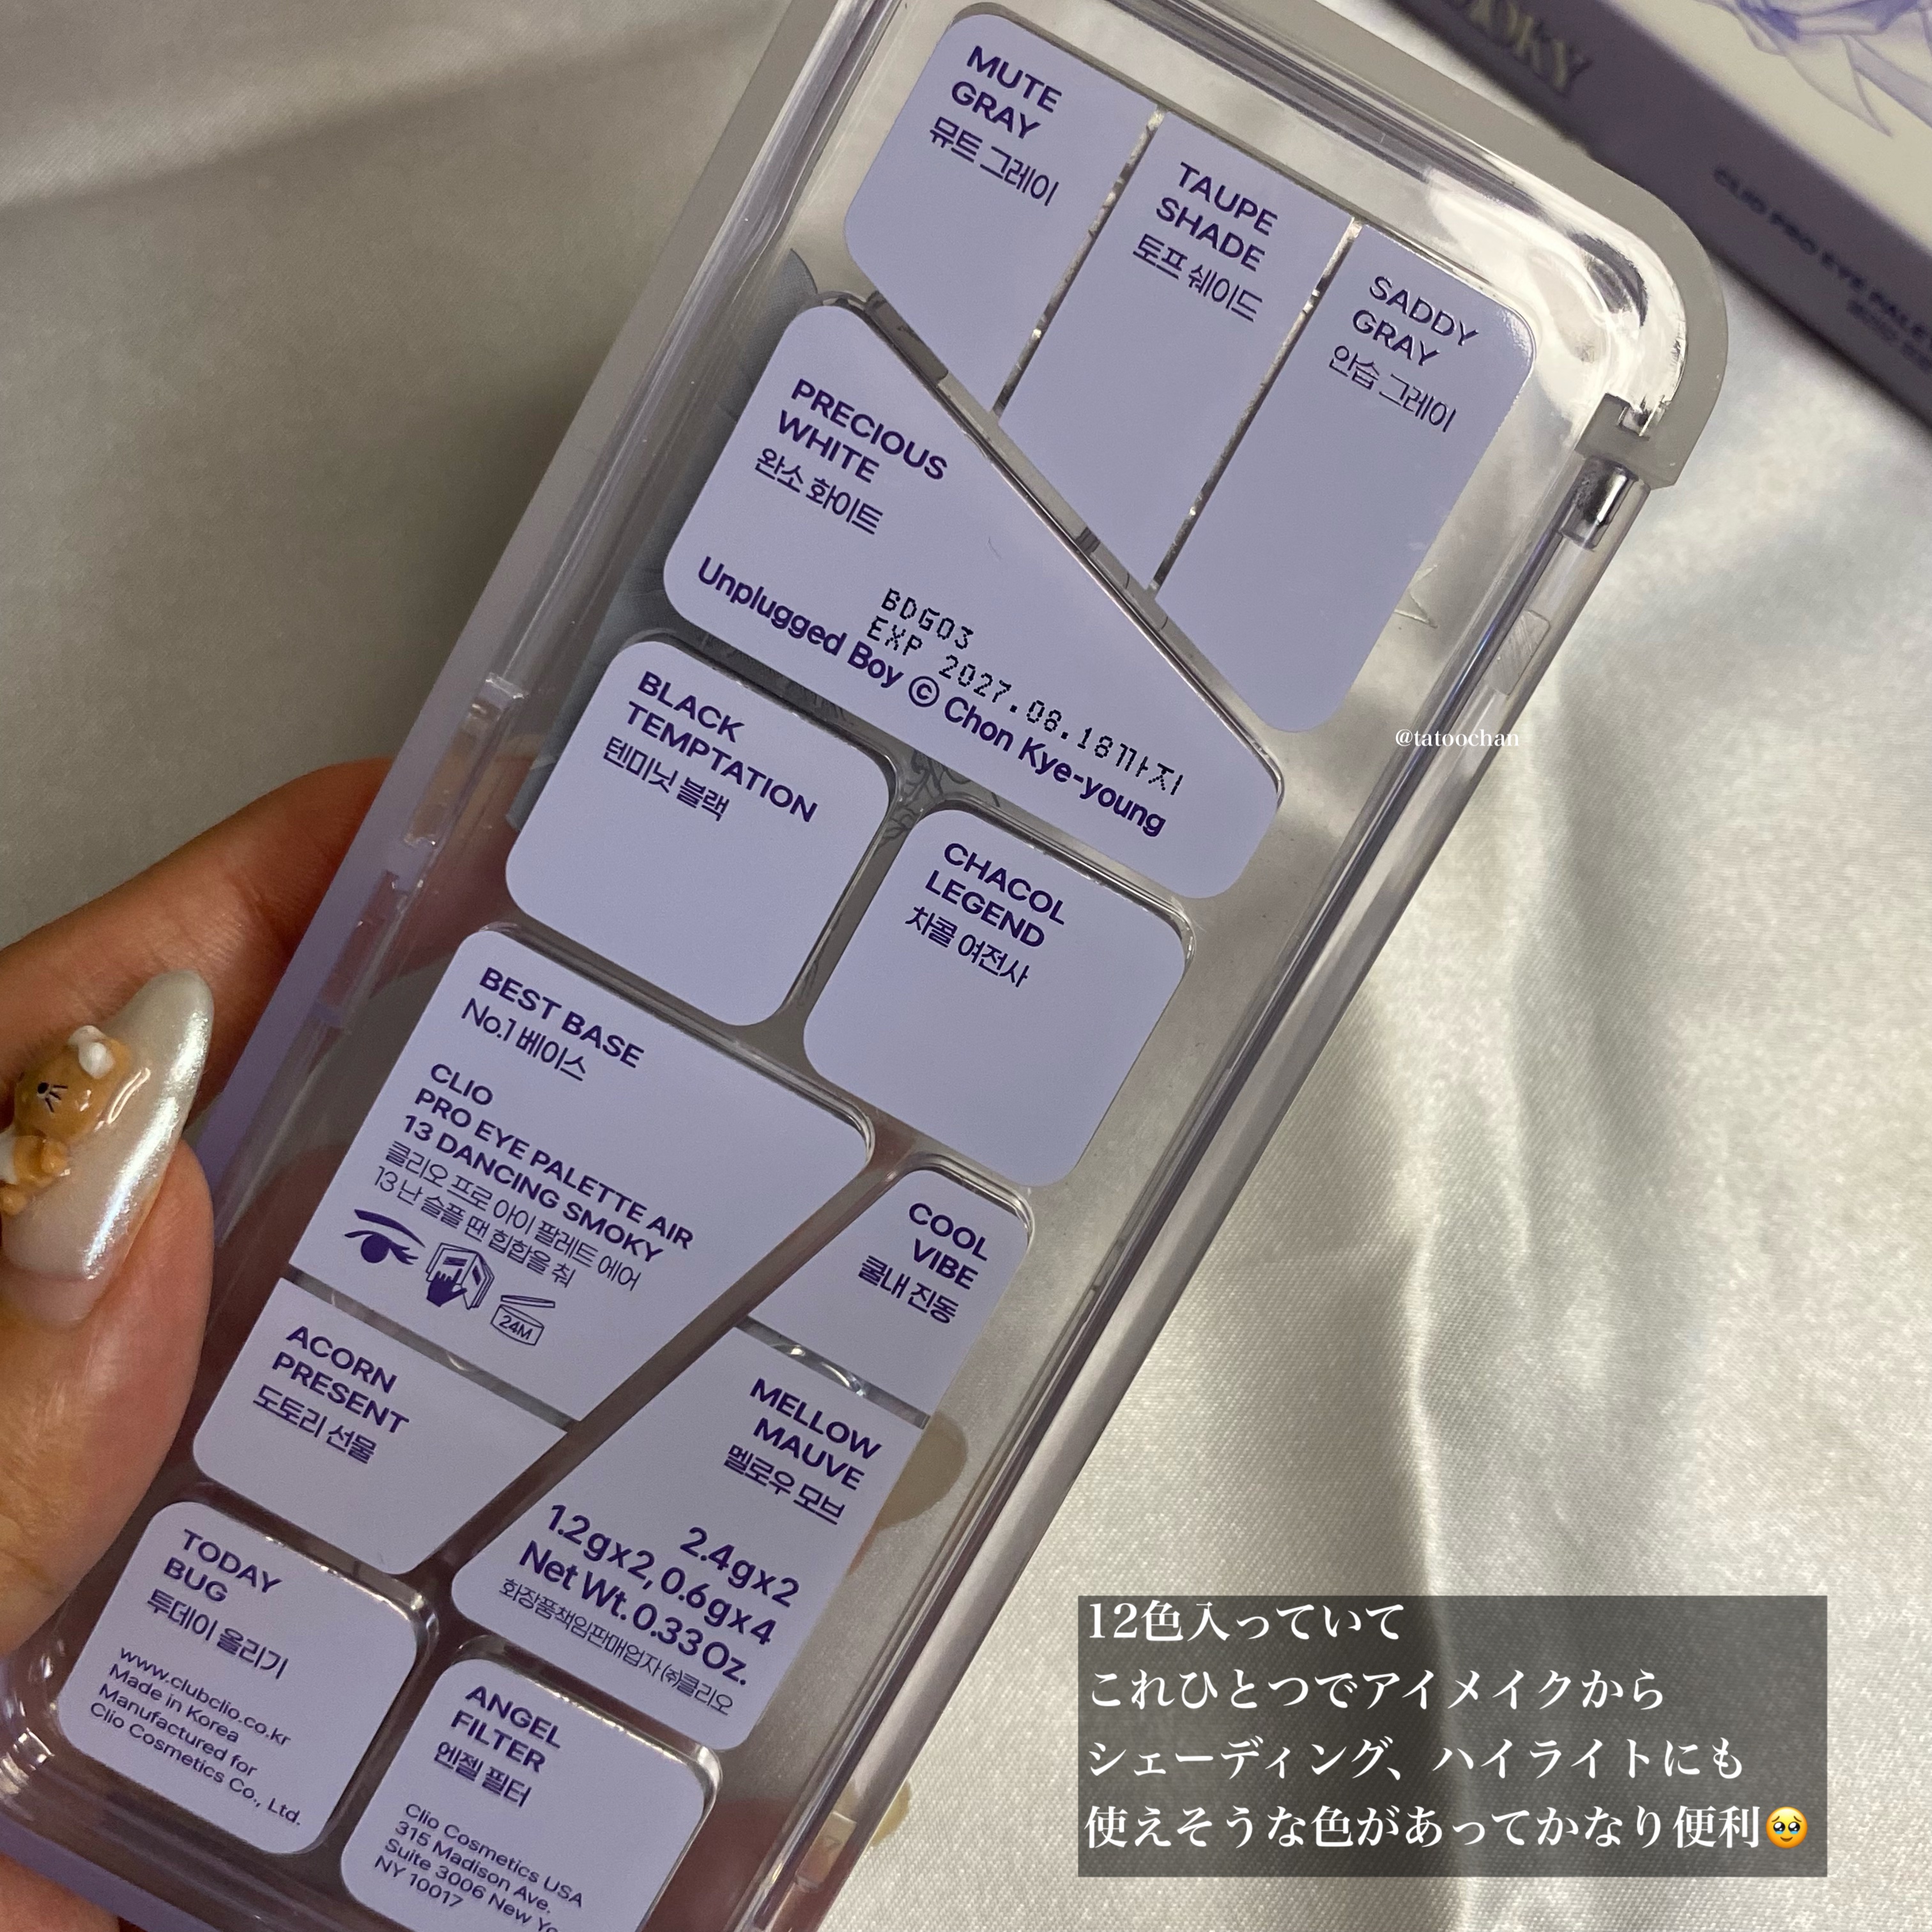 MUTE
GRAY
뮤트 그레이
TAUPE
SHADE
토프 쉐이드
SADDY
GRAY
안습 그레이
PRECIOUS
WHITE
완소 화이트
BDG03
EXP 2027.08.18까지
Unplugged Boy © Chon Kye-young
BLACK
TEMPTATION
텐미닛 블랙
CHACOL
LEGEND
차콜 여전사
BEST BASE
No.1 베이스
CLIO
PRO EYE PALETTE AIR
13 DANCING SMOKY
클리오 프로 아이 팔레트 에어
13 난 슬플 땐 힙합을 춰
24M
COOL
VIBE
쿨내 진동
ACORN
PRESENT
도토리 선물
MELLOW
MAUVE
멜로우 모브
2.4gx2
1.2gx2, 0.6gx4
Net Wt. 0.33 Oz.
화장품책임판매업자 ㈜클리오
TODAY
BUG
투데이 올리기
www.clubclio.co.kr
Made in Korea
Manufactured for
Clio Cosmetics Co., Ltd.
ANGEL
FILTER
엔젤 필터
Clio Cosmetics USA
315 Madison Ave.
Suite 3006 New Yo
NY 10017
@tatoochan
CLIO PRO EYE PALE
12色入っていて
これひとつでアイメイクから
シェーディング、ハイライトにも
使えそうな色があってかなり便利🥹